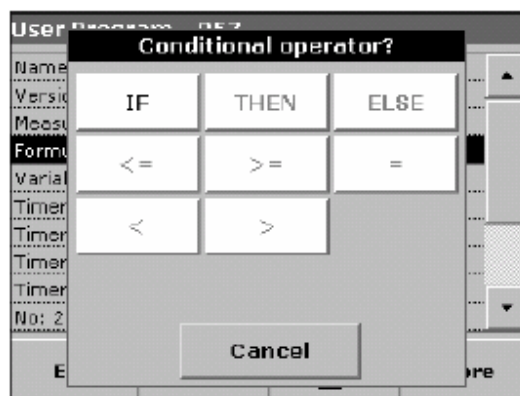 User Program
Conditional operator?
Name
Versio
Measu
Formu
Variab
Timer
Timer
Timer
Timer
No: 2
IF THEN ELSE
<= >= =
< >
Cancel
E
ore